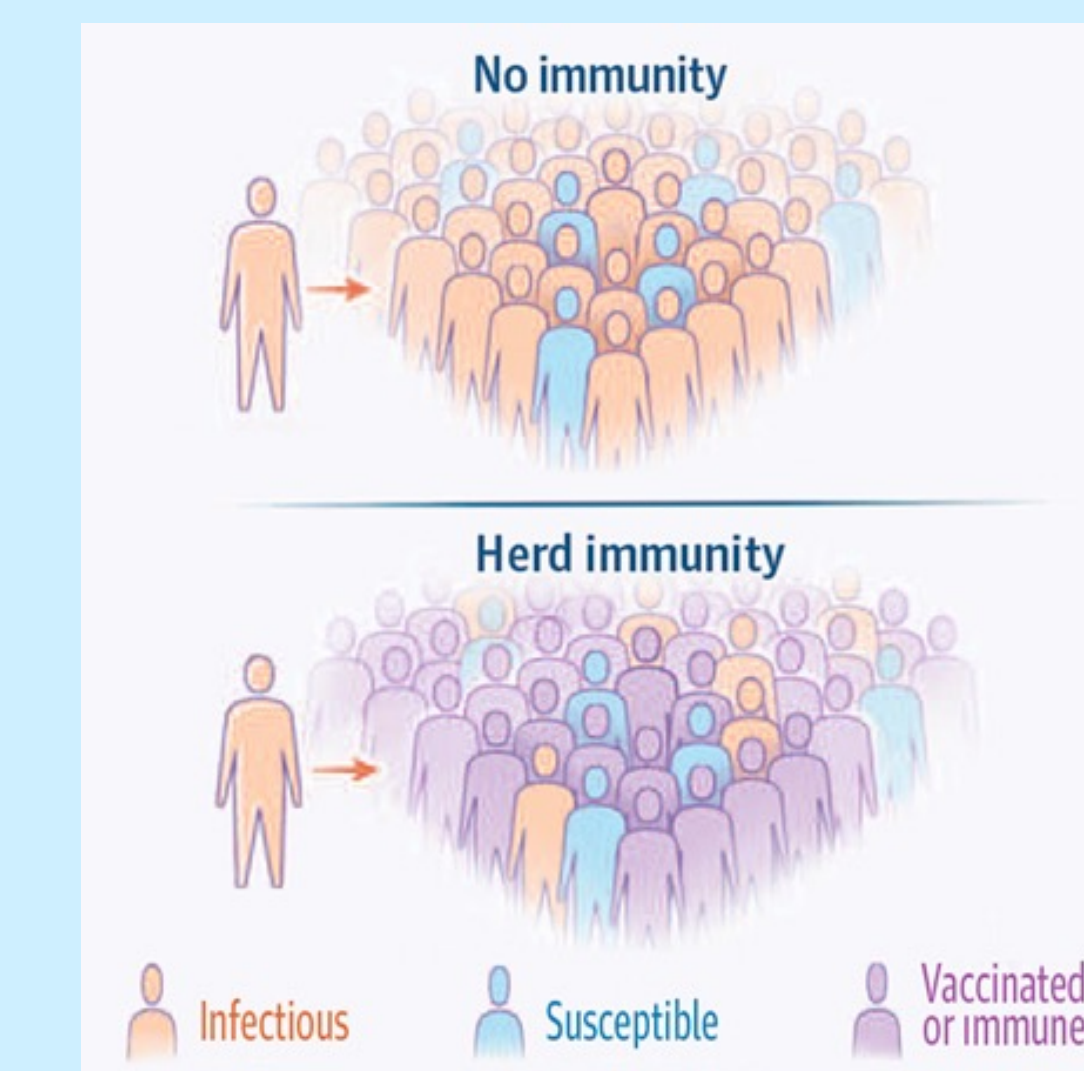 No immunity
Herd immunity
Infectious
Susceptible
Vaccinated
or immune